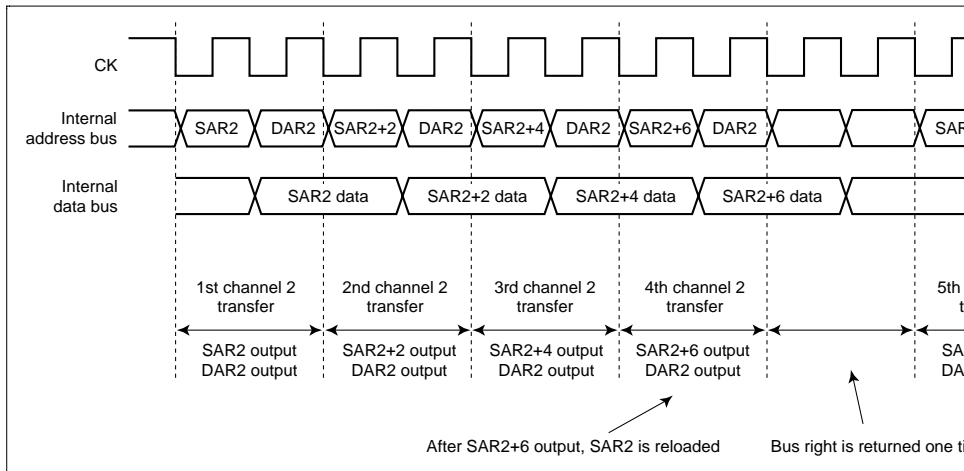 CK
Internal
address bus
SAR2 DAR2 SAR2+2 DAR2 SAR2+4 DAR2 SAR2+6 DAR2
Internal
data bus
SAR2 data SAR2+2 data SAR2+4 data SAR2+6 data
1st channel 2
transfer
2nd channel 2
transfer
3rd channel 2
transfer
4th channel 2
transfer
5th
SAR2 output
DAR2 output
SAR2+2 output
DAR2 output
SAR2+4 output
DAR2 output
SAR2+6 output
DAR2 output
After SAR2+6 output, SAR2 is reloaded
Bus right is returned one